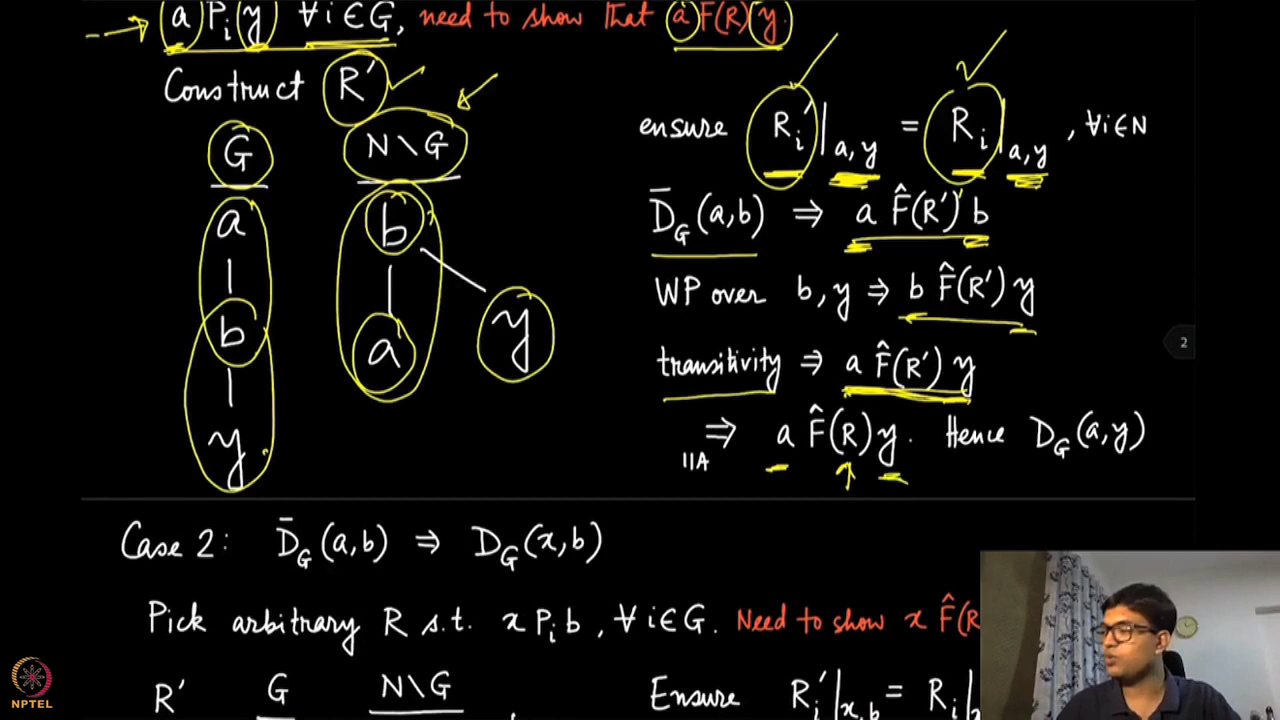 a P_i y ∀i∈G, need to show that a F(R) y.
Construct R'
G N\G
a
b
y
b
a
y
ensure R_i'|_{a,y} = R_i|_{a,y}, ∀i∈N
D̄_G(a,b) ⇒ a F̂(R') b
WP over b,y ⇒ b F̂(R') y
transitivity ⇒ a F̂(R') y
⇒_{IIA} a F̂(R) y. Hence D_G(a,y)
2
Case 2: D̄_G(a,b) ⇒ D_G(x,b)
Pick arbitrary R s.t. x P_i b, ∀i∈G. Need to show x F̂(R
R' G N\G Ensure R_i'|_{x,b} = R_i|
NPTEL